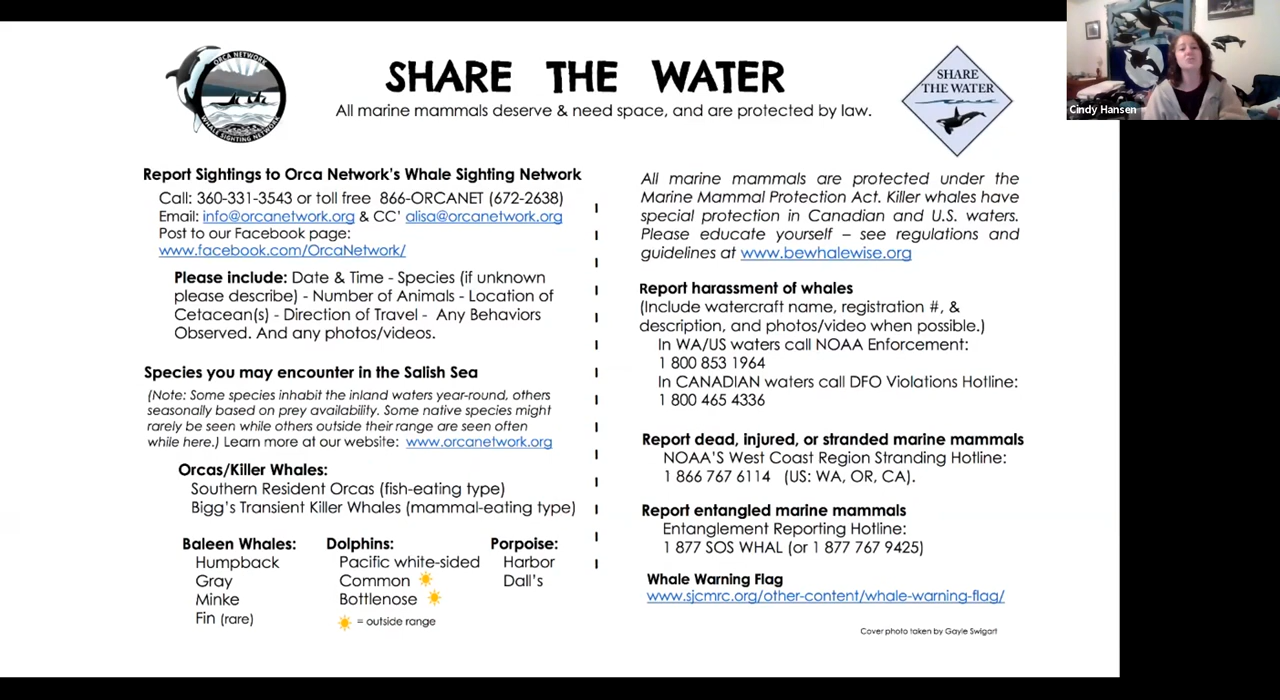 SHARE THE WATER
All marine mammals deserve & need space, and are protected by law.
ORCA NETWORK
WHALE SIGHTING NETWORK
SHARE
THE WATER
Cindy Hansen
Report Sightings to Orca Network's Whale Sighting Network
Call: 360-331-3543 or toll free 866-ORCANET (672-2638)
Email: info@orcanetwork.org & CC' alisa@orcanetwork.org
Post to our Facebook page:
www.facebook.com/OrcaNetwork/
Please include: Date & Time - Species (if unknown
please describe) - Number of Animals - Location of
Cetacean(s) - Direction of Travel - Any Behaviors
Observed. And any photos/videos.
Species you may encounter in the Salish Sea
(Note: Some species inhabit the inland waters year-round, others
seasonally based on prey availability. Some native species might
rarely be seen while others outside their range are seen often
while here.) Learn more at our website: www.orcanetwork.org
Orcas/Killer Whales:
Southern Resident Orcas (fish-eating type)
Bigg's Transient Killer Whales (mammal-eating type)
Baleen Whales:
Humpback
Gray
Minke
Fin (rare)
Dolphins:
Pacific white-sided
Common
Bottlenose
= outside range
Porpoise:
Harbor
Dall's
All marine mammals are protected under the
Marine Mammal Protection Act. Killer whales have
special protection in Canadian and U.S. waters.
Please educate yourself – see regulations and
guidelines at www.bewhalewise.org
Report harassment of whales
(Include watercraft name, registration #, &
description, and photos/video when possible.)
In WA/US waters call NOAA Enforcement:
1 800 853 1964
In CANADIAN waters call DFO Violations Hotline:
1 800 465 4336
Report dead, injured, or stranded marine mammals
NOAA'S West Coast Region Stranding Hotline:
1 866 767 6114 (US: WA, OR, CA).
Report entangled marine mammals
Entanglement Reporting Hotline:
1 877 SOS WHAL (or 1 877 767 9425)
Whale Warning Flag
www.sjcmrc.org/other-content/whale-warning-flag/
Cover photo taken by Gayle Swigart